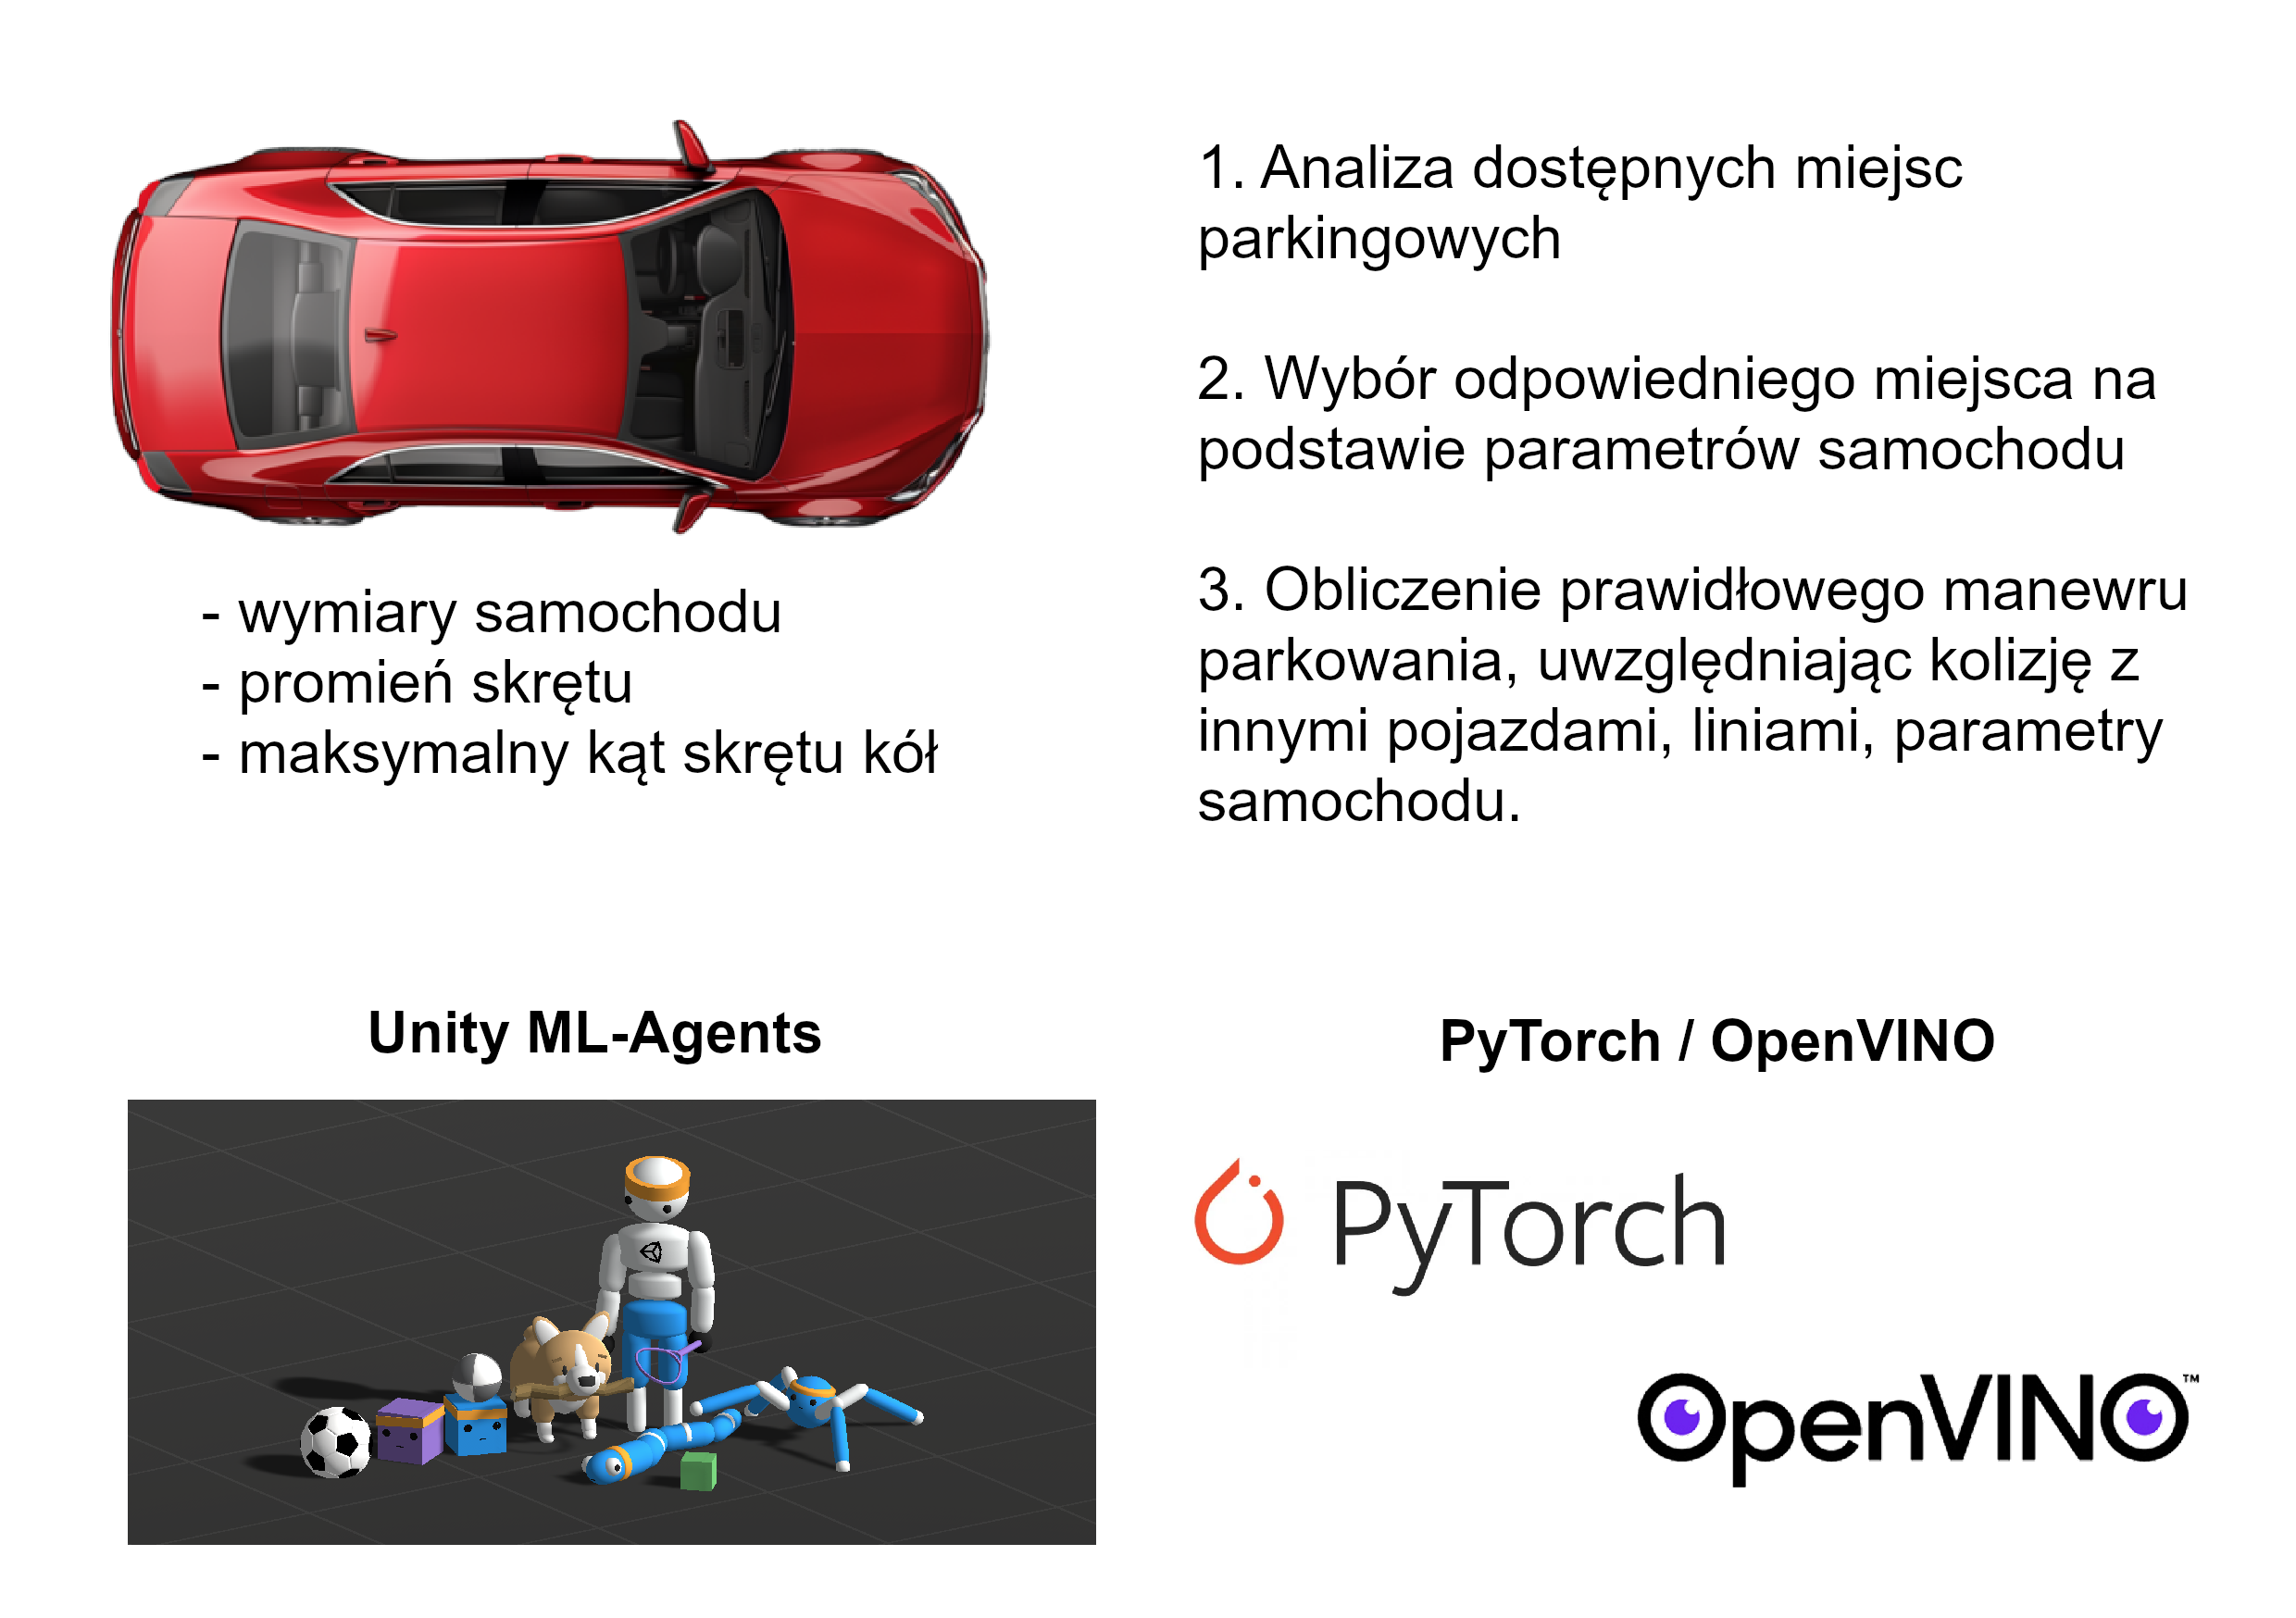 - wymiary samochodu
- promień skrętu
- maksymalny kąt skrętu kół
1. Analiza dostępnych miejsc
parkingowych
2. Wybór odpowiedniego miejsca na
podstawie parametrów samochodu
3. Obliczenie prawidłowego manewru
parkowania, uwzględniając kolizję z
innymi pojazdami, liniami, parametry
samochodu.
Unity ML-Agents
PyTorch / OpenVINO
PyTorch
OpenVINO™